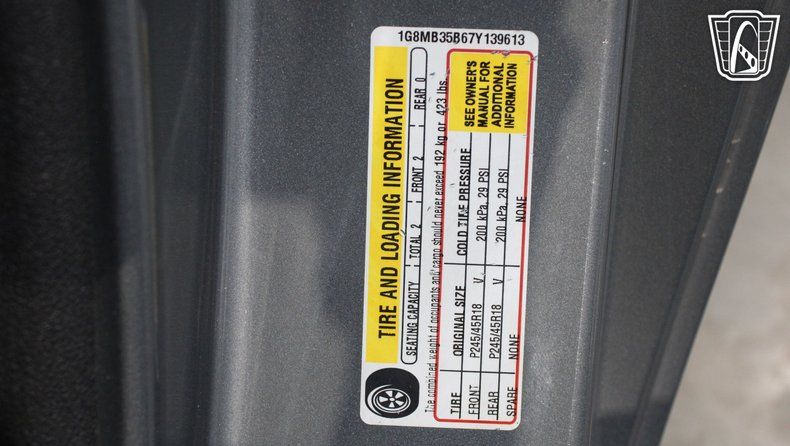 1G8MB35B67Y139613
TIRE AND LOADING INFORMATION
SEATING CAPACITY TOTAL 2 FRONT 2 REAR 0
The combined weight of occupants and cargo should never exceed 192 kg or 423 lbs.
TIRE ORIGINAL SIZE COLD TIRE PRESSURE
FRONT P245/45R18 V 200 kPa, 29 PSI
REAR P245/45R18 V 200 kPa, 29 PSI
SPARE NONE NONE
SEE OWNER'S
MANUAL FOR
ADDITIONAL
INFORMATION